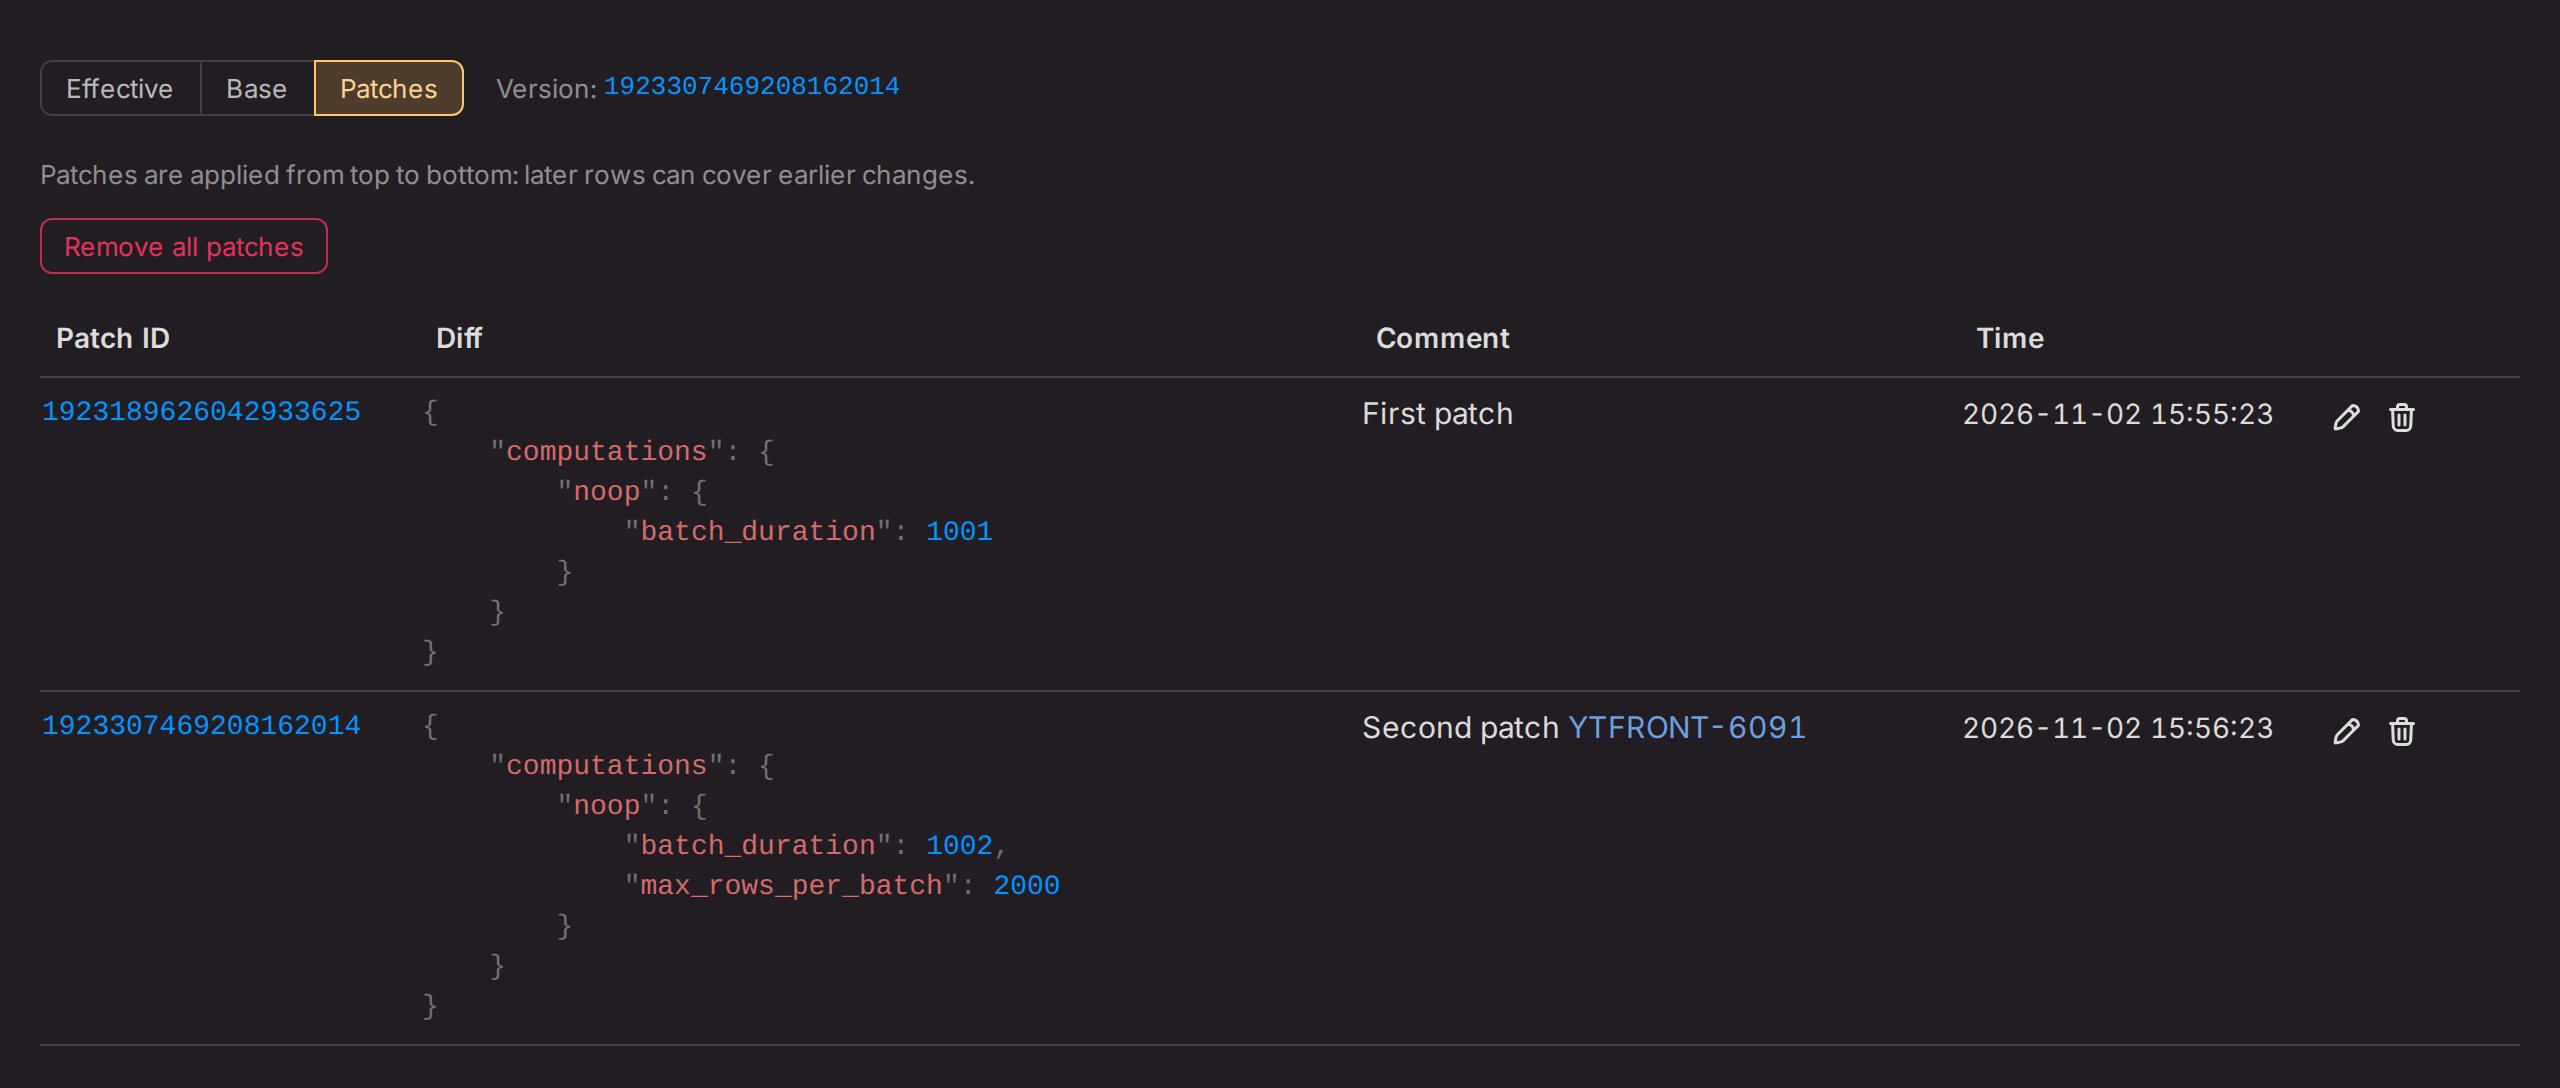 Effective Base Patches Version: 1923307469208162014
Patches are applied from top to bottom: later rows can cover earlier changes.
Remove all patches
Patch ID Diff Comment Time
1923189626042933625 { First patch 2026-11-02 15:55:23
"computations": {
"noop": {
"batch_duration": 1001
}
}
}
1923307469208162014 { Second patch YTFRONT-6091 2026-11-02 15:56:23
"computations": {
"noop": {
"batch_duration": 1002,
"max_rows_per_batch": 2000
}
}
}